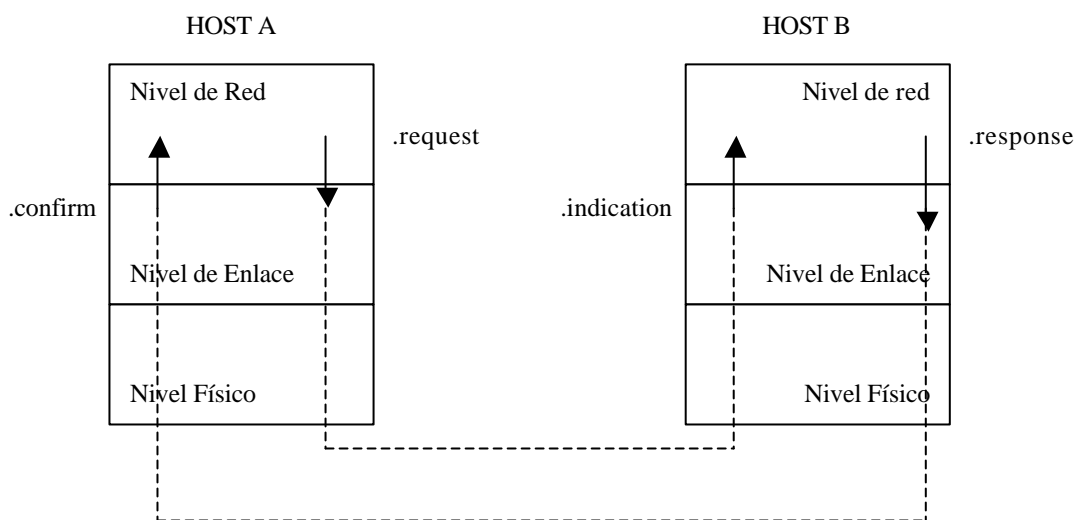 HOST A
HOST B
Nivel de Red
Nivel de red
.request
.response
.confirm
.indication
Nivel de Enlace
Nivel de Enlace
Nivel Físico
Nivel Físico